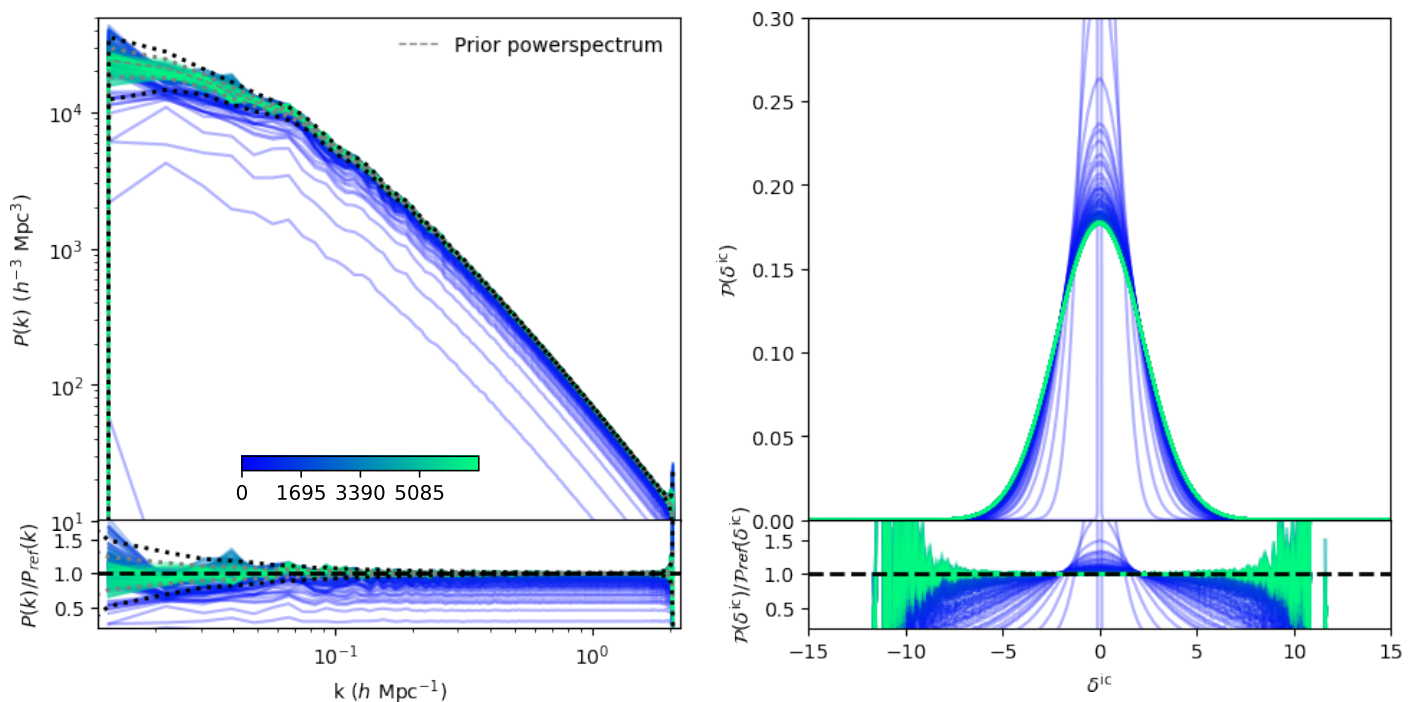 Prior powerspectrum
P(k) (h⁻³ Mpc³)
10⁴
10³
10²
10¹
0 1695 3390 5085
P(k)/P_ref(k)
1.5
1.0
0.5
10⁻¹ 10⁰
k (h Mpc⁻¹)
𝒫(δ^ic)
0.30
0.25
0.20
0.15
0.10
0.05
0.00
𝒫(δ^ic)/𝒫_ref(δ^ic)
1.5
1.0
0.5
−15 −10 −5 0 5 10 15
δ^ic